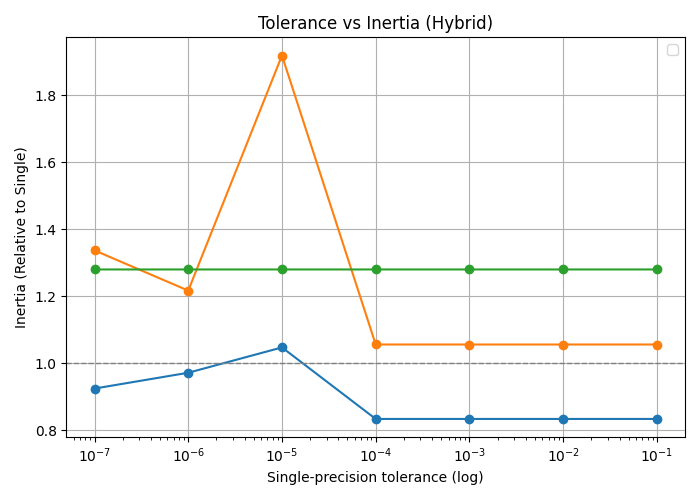 Tolerance vs Inertia (Hybrid)
Inertia (Relative to Single)
1.8
1.6
1.4
1.2
1.0
0.8
10⁻⁷ 10⁻⁶ 10⁻⁵ 10⁻⁴ 10⁻³ 10⁻² 10⁻¹
Single-precision tolerance (log)